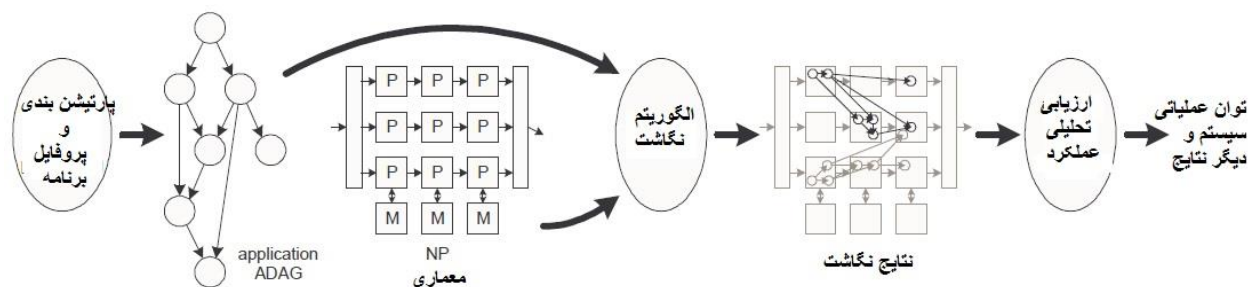 پارتیشن بندی
و
پروفایل
برنامه
application
ADAG
P P P
P P P
P P P
M M M
NP
معماری
الگوریتم
نگاشت
نتایج نگاشت
ارزیابی
تحلیلی
عملکرد
توان عملیاتی
سیستم و
دیگر نتایج